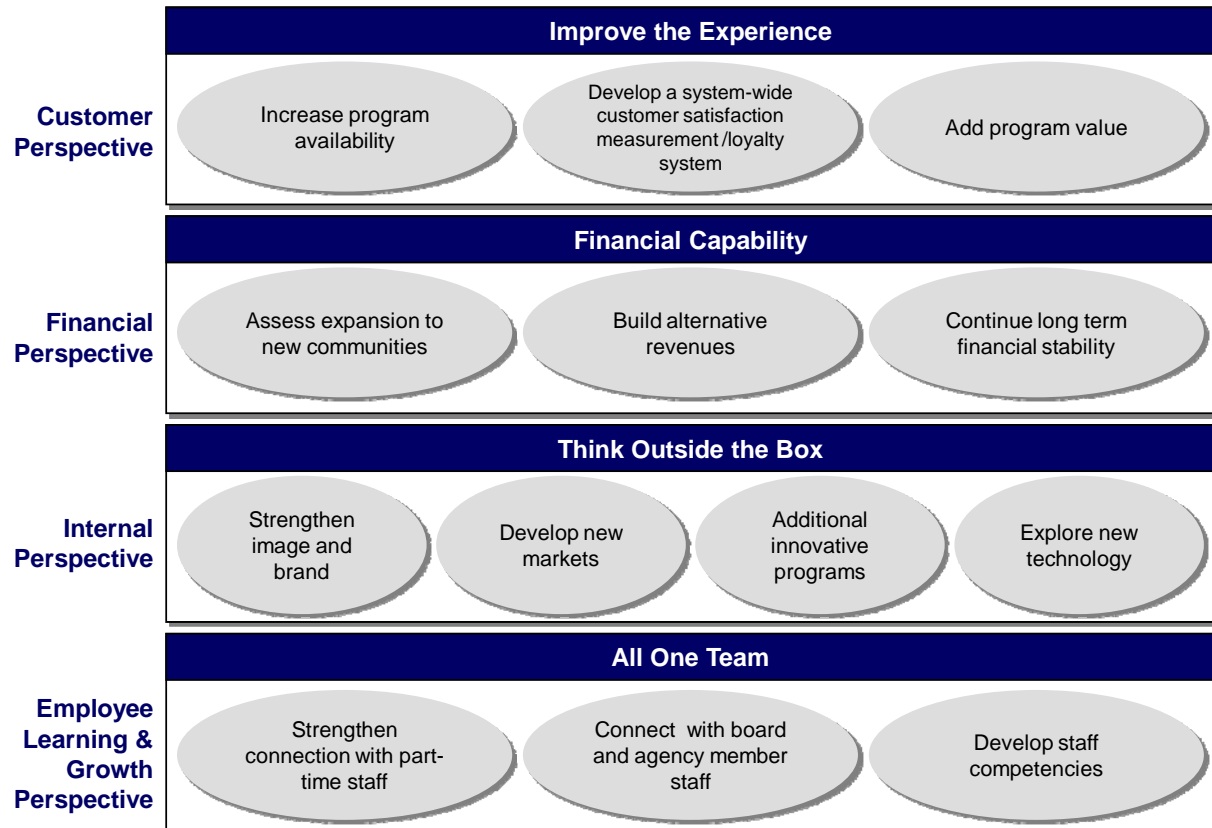 Improve the Experience
Customer
Perspective
Increase program
availability
Develop a system-wide
customer satisfaction
measurement /loyalty
system
Add program value
Financial Capability
Financial
Perspective
Assess expansion to
new communities
Build alternative
revenues
Continue long term
financial stability
Think Outside the Box
Internal
Perspective
Strengthen
image and
brand
Develop new
markets
Additional
innovative
programs
Explore new
technology
All One Team
Employee
Learning &
Growth
Perspective
Strengthen
connection with part-
time staff
Connect with board
and agency member
staff
Develop staff
competencies